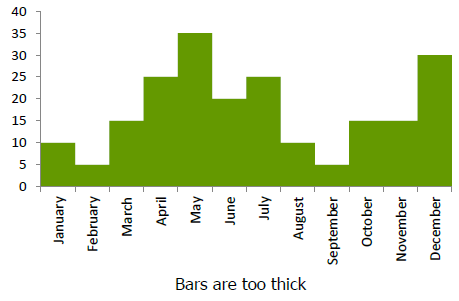 40
35
30
25
20
15
10
5
0
January
February
March
April
May
June
July
August
September
October
November
December
Bars are too thick